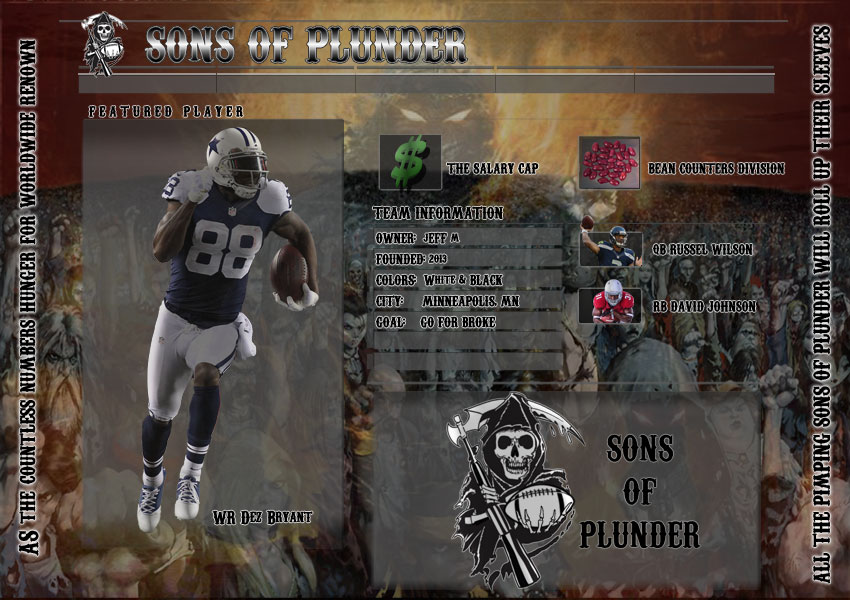 SONS OF PLUNDER
AS THE COUNTLESS NUMBERS HUNGER FOR WORLDWIDE RENOWN
FEATURED PLAYER
88
88
WR DEZ BRYANT
$
THE SALARY CAP
BEAN COUNTERS DIVISION
TEAM INFORMATION
OWNER: JEFF M
FOUNDED: 2013
COLORS: WHITE & BLACK
CITY: MINNEAPOLIS, MN
GOAL: GO FOR BROKE
QB RUSSEL WILSON
RB DAVID JOHNSON
SONS
OF
PLUNDER
ALL THE PIMPING SONS OF PLUNDER WILL ROLL UP THEIR SLEEVES